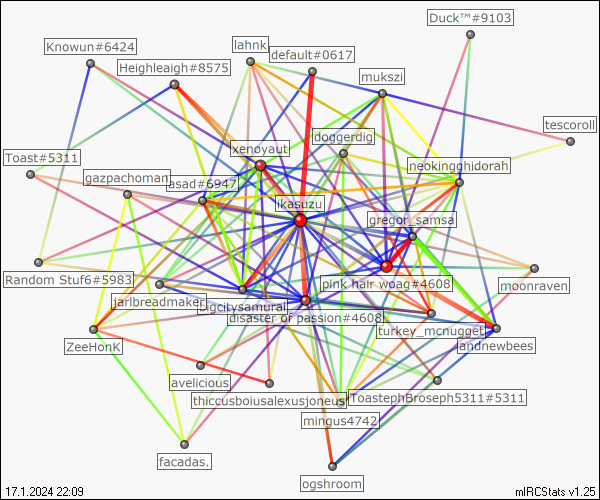 Duck™#9103
Knowun#6424
lahnk
default#0617
Heighleaigh#8575
mukszi
tescoroll
doggerdig
xenoyaut
Toast#5311
neokingghidorah
gazpachoman
asad#6947
ikasuzu
gregor_samsa
Random Stuf6#5983
pink hair woag#4608
moonraven
jarlbreadmaker
Digcitysamurai
disaster of passion#4608
turkey_mcnugget
ZeeHonK
andnewbees
avelicious
thiccusboiusalexusjoneus
ToastephBroseph5311#5311
mingus4742
facadas.
ogshroom
17.1.2024 22:09
mIRCStats v1.25